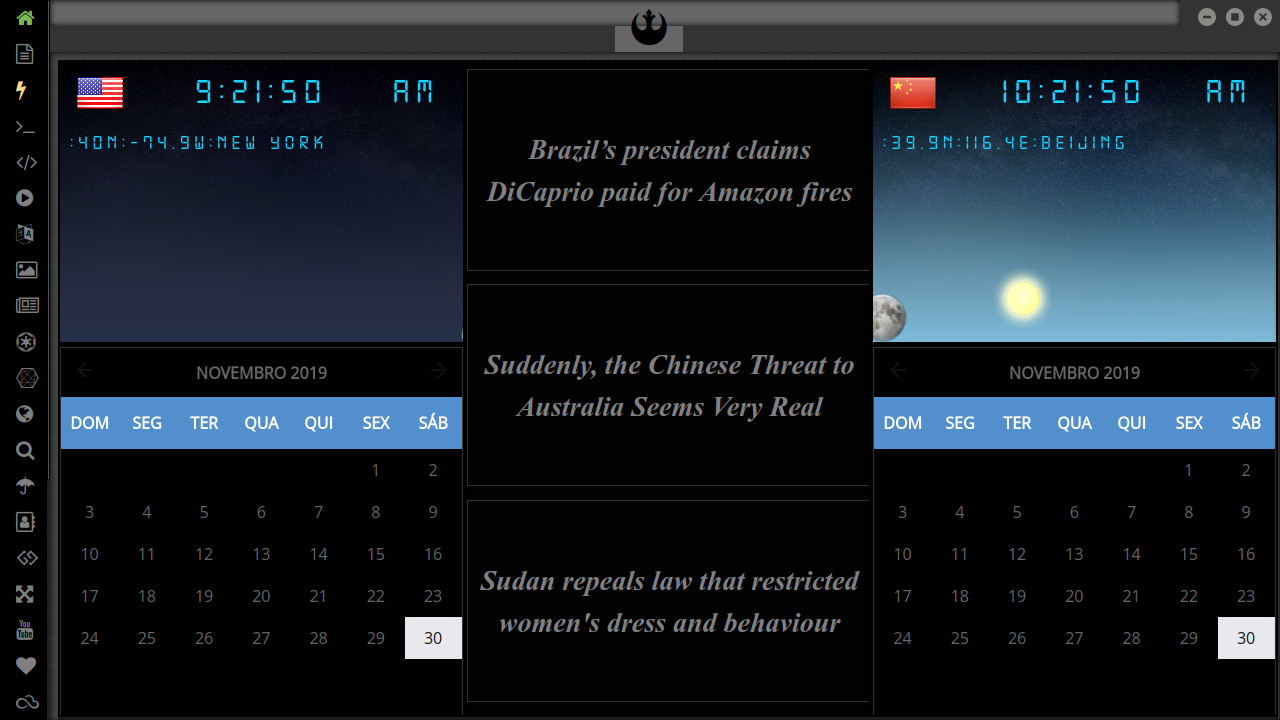 9:21:50 AM
:40N:-74.9W:NEW YORK
NOVEMBRO 2019
DOM SEG TER QUA QUI SEX SÁB
1 2
3 4 5 6 7 8 9
10 11 12 13 14 15 16
17 18 19 20 21 22 23
24 25 26 27 28 29 30
Brazil’s president claims
DiCaprio paid for Amazon fires
Suddenly, the Chinese Threat to
Australia Seems Very Real
Sudan repeals law that restricted
women's dress and behaviour
10:21:50 AM
:39.9N:116.4E:BEIJING
NOVEMBRO 2019
DOM SEG TER QUA QUI SEX SÁB
1 2
3 4 5 6 7 8 9
10 11 12 13 14 15 16
17 18 19 20 21 22 23
24 25 26 27 28 29 30
You
Tube